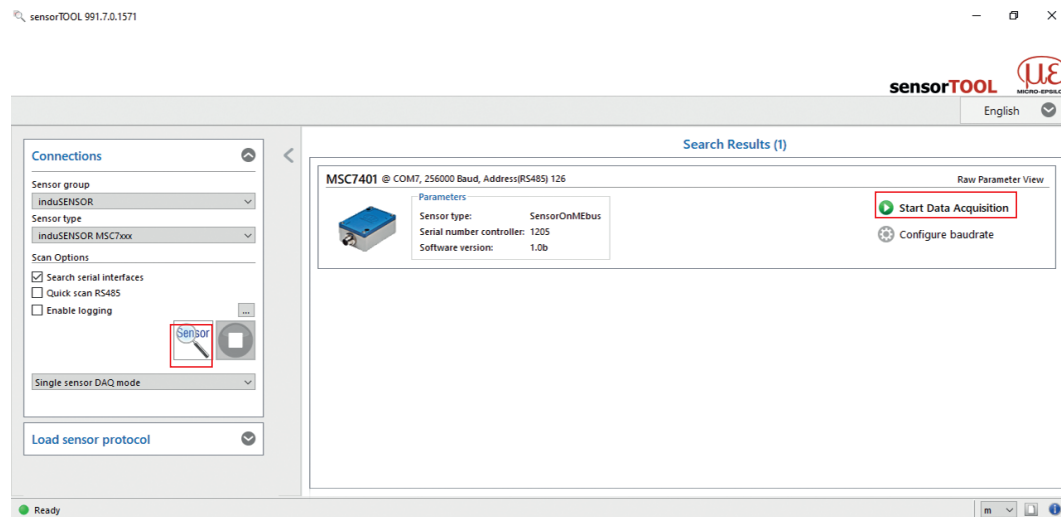 sensorTOOL 991.7.0.1571
sensorTOOL
με
MICRO-EPSILO
English
Connections
Sensor group
induSENSOR
Sensor type
induSENSOR MSC7xxx
Scan Options
Search serial interfaces
Quick scan RS485
Enable logging
...
Sensor
Single sensor DAQ mode
Load sensor protocol
Search Results (1)
MSC7401 @ COM7, 256000 Baud, Address(RS485) 126
Raw Parameter View
Parameters
Sensor type: SensorOnMEbus
Serial number controller: 1205
Software version: 1.0b
Start Data Acquisition
Configure baudrate
Ready
m